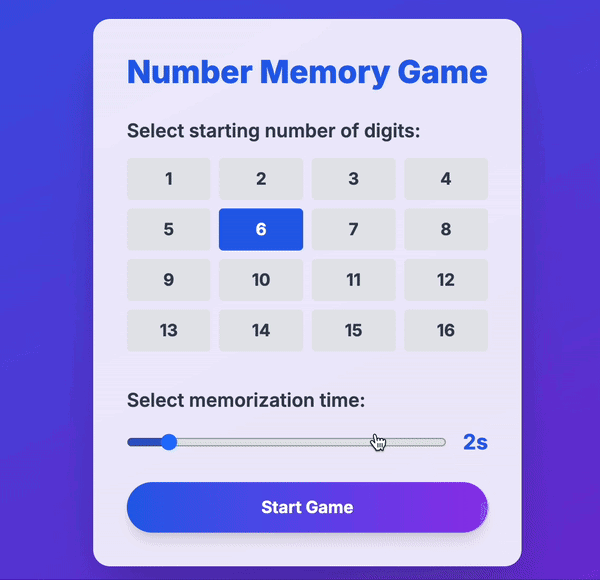 Number Memory Game
Select starting number of digits:
1 2 3 4
5 6 7 8
9 10 11 12
13 14 15 16
Select memorization time:
2s
Start Game